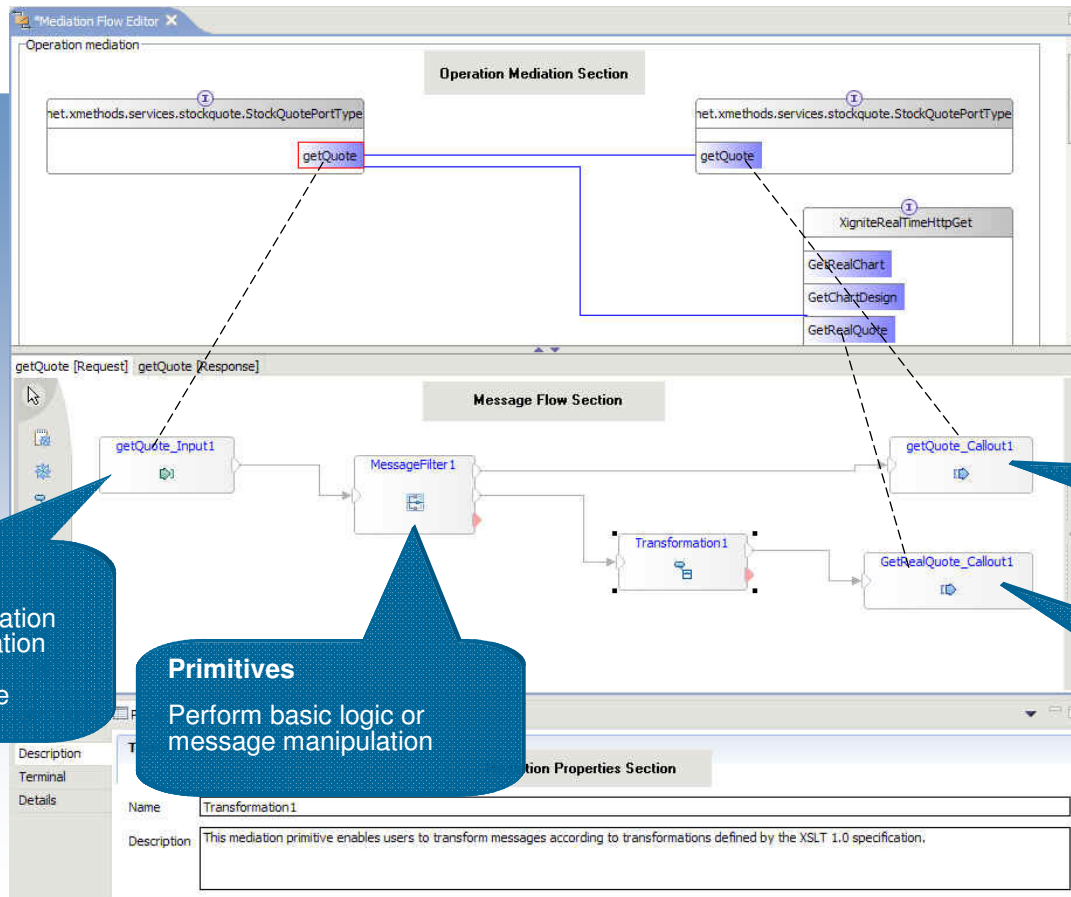 *Mediation Flow Editor
Operation mediation
Operation Mediation Section
net.xmethods.services.stockquote.StockQuotePortType
getQuote
net.xmethods.services.stockquote.StockQuotePortType
getQuote
XigniteRealTimeHttpGet
GetRealChart
GetChartDesign
GetRealQuote
getQuote [Request] getQuote [Response]
Message Flow Section
getQuote_Input1
MessageFilter1
getQuote_Callout1
Transformation1
GetRealQuote_Callout1
Primitives
Perform basic logic or
message manipulation
Description
Terminal
Details
Properties Section
Name
Transformation1
Description
This mediation primitive enables users to transform messages according to transformations defined by the XSLT 1.0 specification.